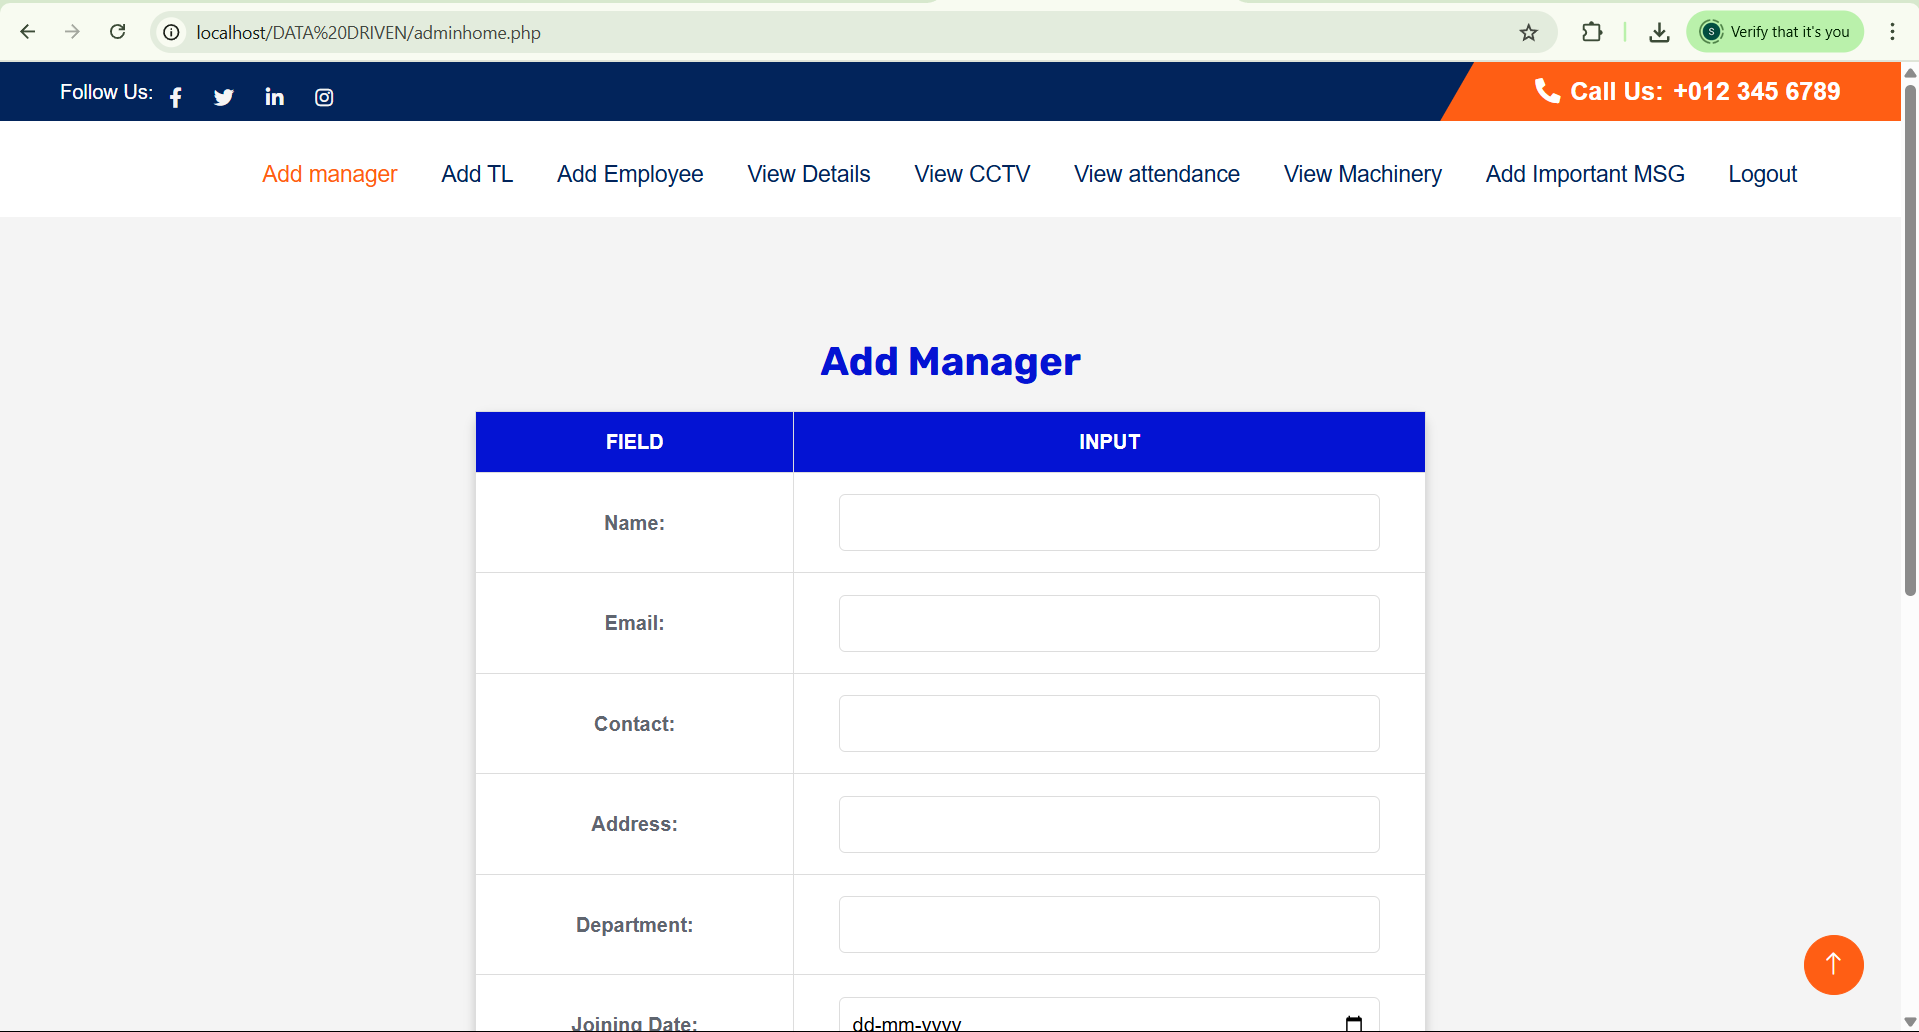 localhost/DATA%20DRIVEN/adminhome.php
S Verify that it's you
Follow Us:
Call Us: +012 345 6789
Add manager Add TL Add Employee View Details View CCTV View attendance View Machinery Add Important MSG Logout
Add Manager
FIELD INPUT
Name:
Email:
Contact:
Address:
Department:
Joining Date: dd-mm-yyyy